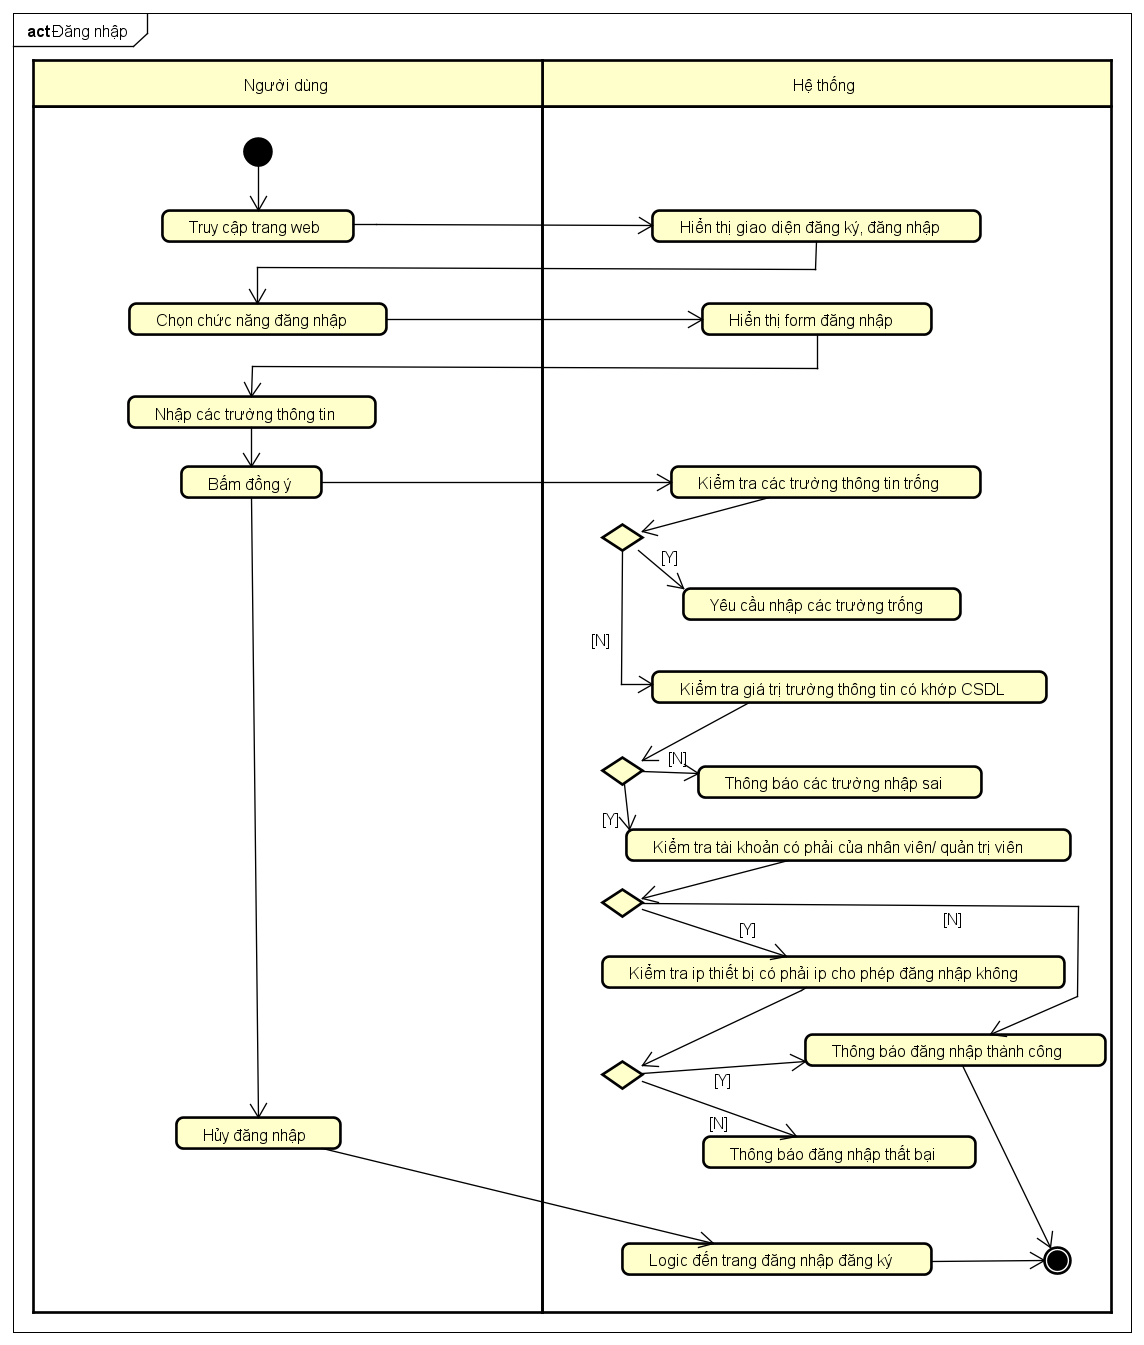 act Đăng nhập
Người dùng
Hệ thống
Truy cập trang web
Hiển thị giao diện đăng ký, đăng nhập
Chọn chức năng đăng nhập
Hiển thị form đăng nhập
Nhập các trường thông tin
Bấm đồng ý
Kiểm tra các trường thông tin trống
[Y]
Yêu cầu nhập các trường trống
[N]
Kiểm tra giá trị trường thông tin có khớp CSDL
[N]
Thông báo các trường nhập sai
[Y]
Kiểm tra tài khoản có phải của nhân viên/ quản trị viên
[N]
[Y]
Kiểm tra ip thiết bị có phải ip cho phép đăng nhập không
Thông báo đăng nhập thành công
[Y]
[N]
Hủy đăng nhập
Thông báo đăng nhập thất bại
Logic đến trang đăng nhập đăng ký